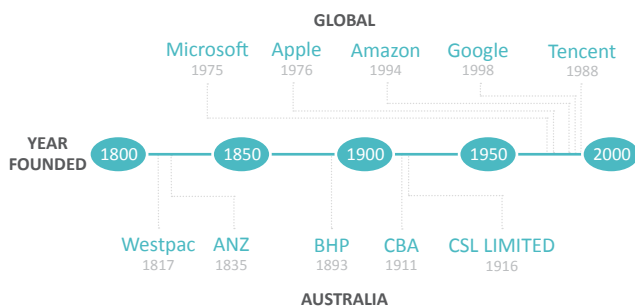 GLOBAL
Microsoft Apple Amazon Google Tencent
1975 1976 1994 1998 1988
YEAR
FOUNDED
1800 1850 1900 1950 2000
Westpac ANZ BHP CBA CSL LIMITED
1817 1835 1893 1911 1916
AUSTRALIA